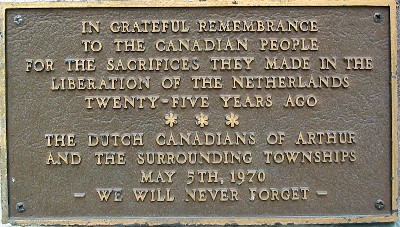 IN GRATEFUL REMEMBRANCE
TO THE CANADIAN PEOPLE
FOR THE SACRIFICES THEY MADE IN THE
LIBERATION OF THE NETHERLANDS
TWENTY-FIVE YEARS AGO
THE DUTCH CANADIANS OF ARTHUR
AND THE SURROUNDING TOWNSHIPS
MAY 5TH, 1970
- WE WILL NEVER FORGET -